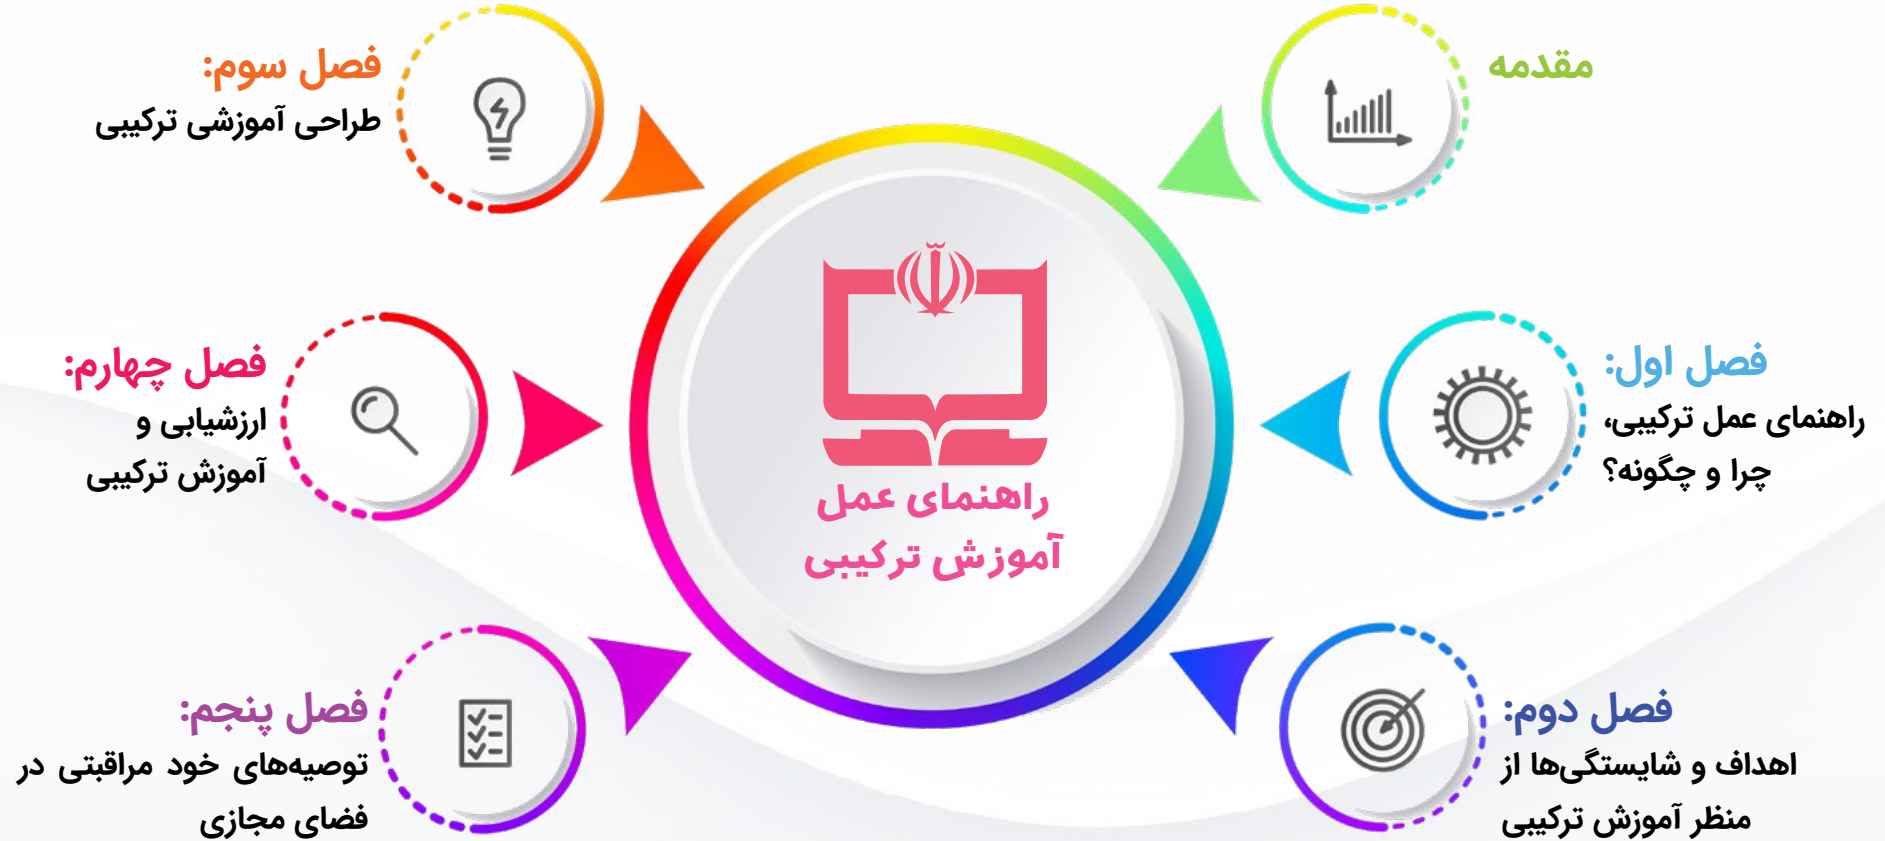 مقدمه
فصل اول:
راهنمای عمل ترکیبی،
چرا و چگونه؟
فصل دوم:
اهداف و شایستگی‌ها از
منظر آموزش ترکیبی
فصل سوم:
طراحی آموزشی ترکیبی
فصل چهارم:
ارزشیابی و
آموزش ترکیبی
فصل پنجم:
توصیه‌های خود مراقبتی در
فضای مجازی
راهنمای عمل
آموزش ترکیبی